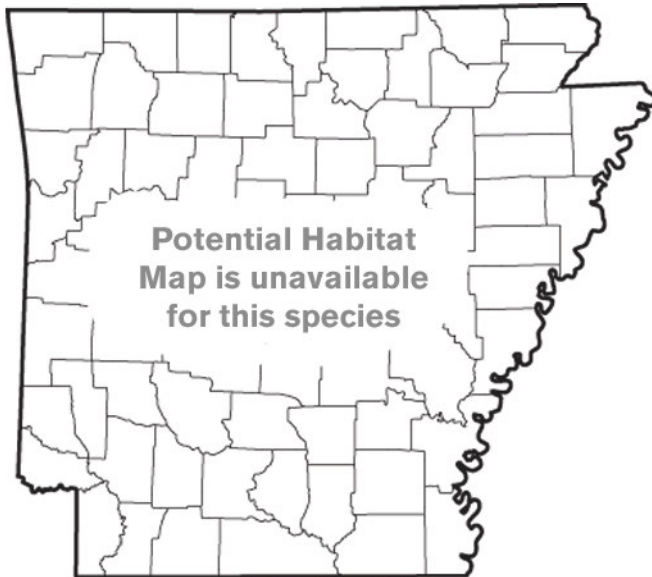 Potential Habitat
Map is unavailable
for this species